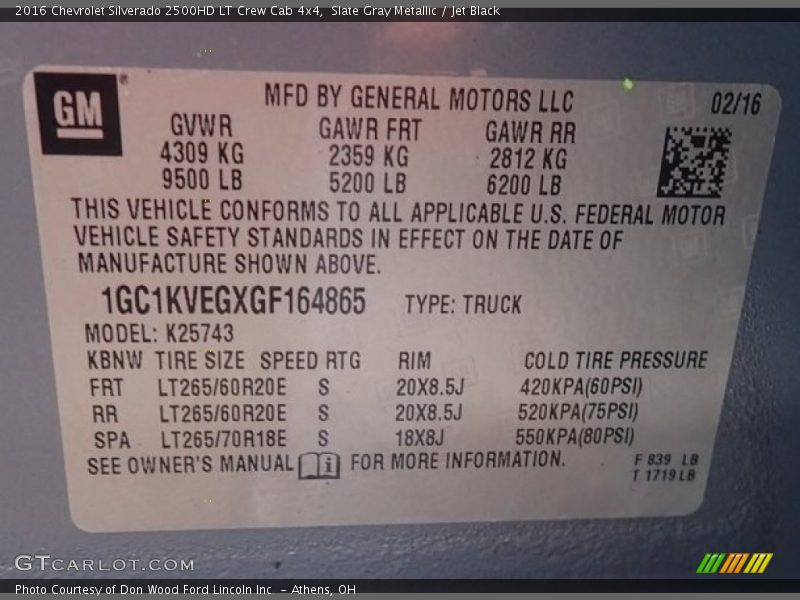 2016 Chevrolet Silverado 2500HD LT Crew Cab 4x4, Slate Gray Metallic / Jet Black
GM
MFD BY GENERAL MOTORS LLC 02/16
GVWR GAWR FRT GAWR RR
4309 KG 2359 KG 2812 KG
9500 LB 5200 LB 6200 LB
THIS VEHICLE CONFORMS TO ALL APPLICABLE U.S. FEDERAL MOTOR
VEHICLE SAFETY STANDARDS IN EFFECT ON THE DATE OF
MANUFACTURE SHOWN ABOVE.
1GC1KVEGXGF164865 TYPE: TRUCK
MODEL: K25743
KBNW TIRE SIZE SPEED RTG RIM COLD TIRE PRESSURE
FRT LT265/60R20E S 20X8.5J 420KPA(60PSI)
RR LT265/60R20E S 20X8.5J 520KPA(75PSI)
SPA LT265/70R18E S 18X8J 550KPA(80PSI)
SEE OWNER'S MANUAL i FOR MORE INFORMATION.
F 839 LB
T 1719 LB
GTCARLOT.COM
Photo Courtesy of Don Wood Ford Lincoln Inc. - Athens, OH